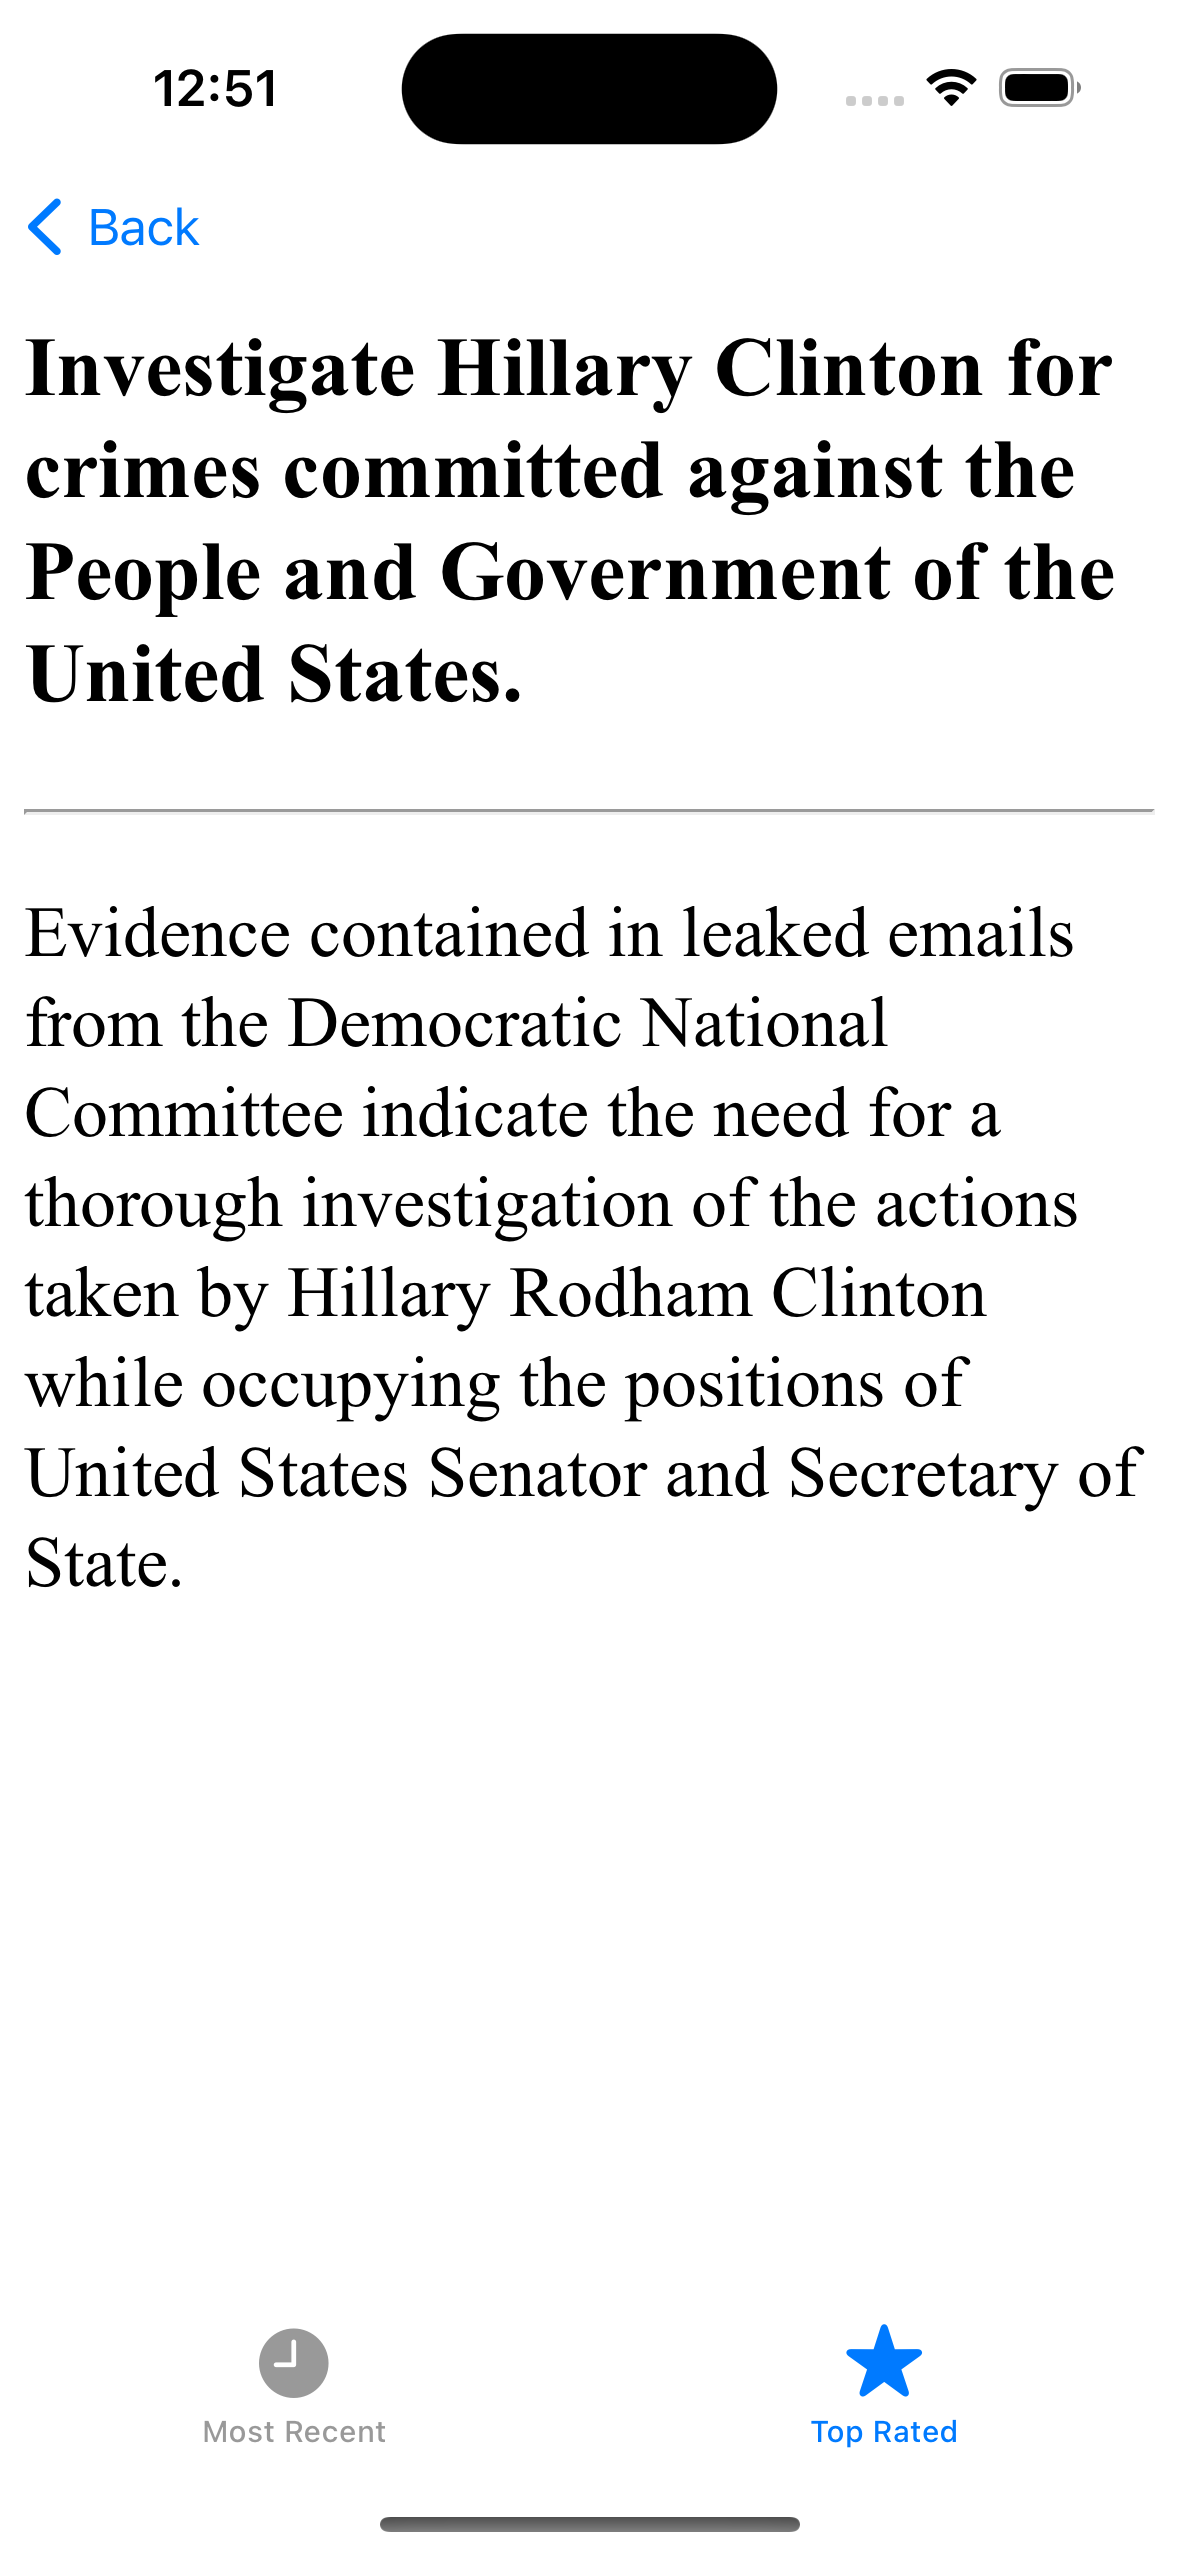 12:51
Back
Investigate Hillary Clinton for
crimes committed against the
People and Government of the
United States.
Evidence contained in leaked emails
from the Democratic National
Committee indicate the need for a
thorough investigation of the actions
taken by Hillary Rodham Clinton
while occupying the positions of
United States Senator and Secretary of
State.
Most Recent
Top Rated